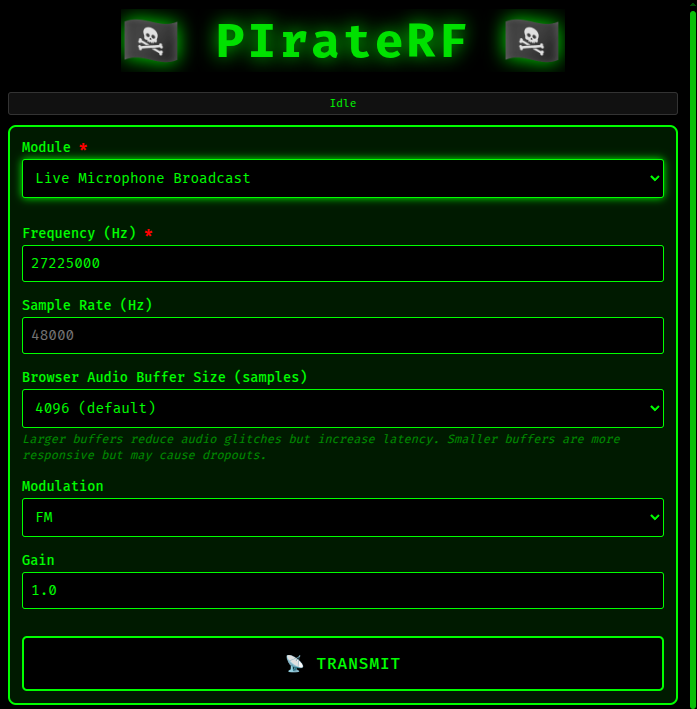 PIrateRF
Idle
Module *
Live Microphone Broadcast
Frequency (Hz) *
27225000
Sample Rate (Hz)
48000
Browser Audio Buffer Size (samples)
4096 (default)
Larger buffers reduce audio glitches but increase latency. Smaller buffers are more
responsive but may cause dropouts.
Modulation
FM
Gain
1.0
TRANSMIT